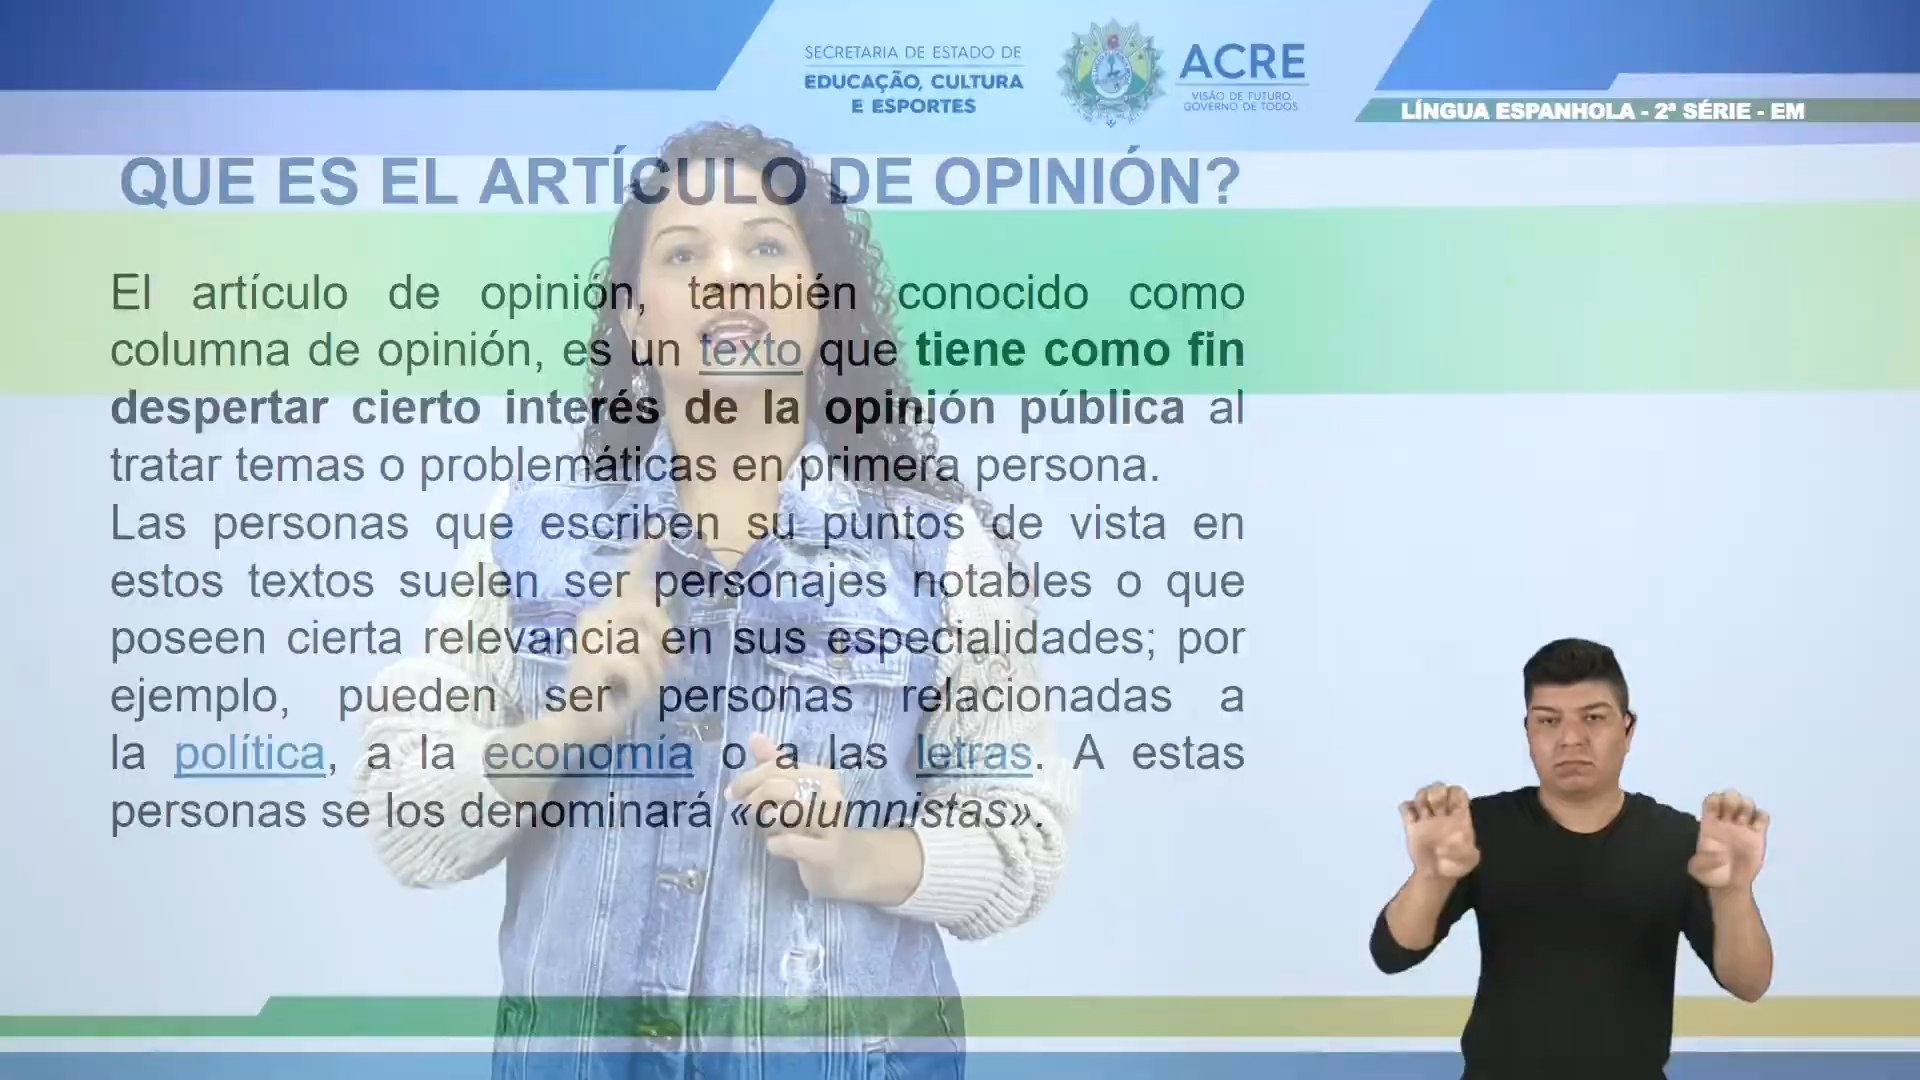 SECRETARIA DE ESTADO DE
EDUCAÇÃO, CULTURA
E ESPORTES
ACRE
VISÃO DE FUTURO.
GOVERNO DE TODOS
LÍNGUA ESPANHOLA - 2ª SÉRIE - EM
QUE ES EL ARTÍCULO DE OPINIÓN?
El artículo de opinión, también conocido como
columna de opinión, es un texto que tiene como fin
despertar cierto interés de la opinión pública al
tratar temas o problemáticas en primera persona.
Las personas que escriben su puntos de vista en
estos textos suelen ser personajes notables o que
poseen cierta relevancia en sus especialidades; por
ejemplo, pueden ser personas relacionadas a
la política, a la economía o a las letras. A estas
personas se los denominará «columnistas».